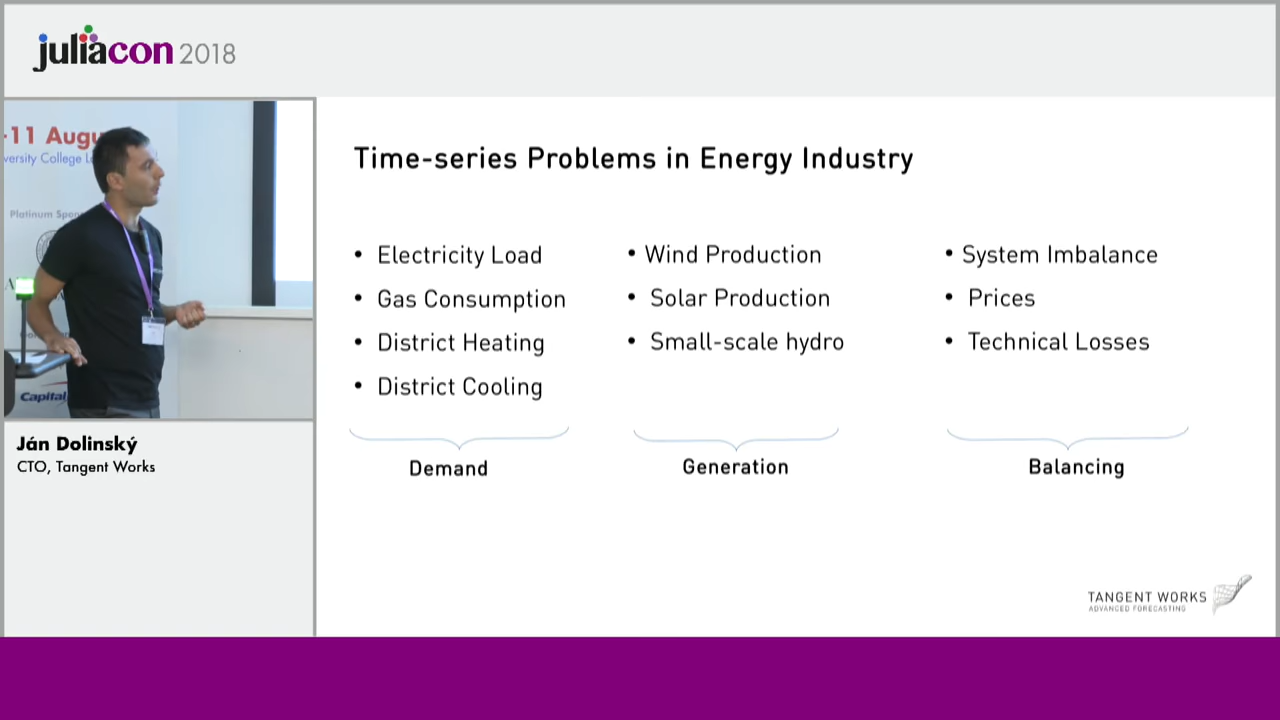 juliacon 2018
-11 Augu
versity College L
Platinum Spon
Capital
Ján Dolinský
CTO, Tangent Works
Time-series Problems in Energy Industry
• Electricity Load
• Gas Consumption
• District Heating
• District Cooling
Demand
• Wind Production
• Solar Production
• Small-scale hydro
Generation
• System Imbalance
• Prices
• Technical Losses
Balancing
TANGENT WORKS
ADVANCED FORECASTING